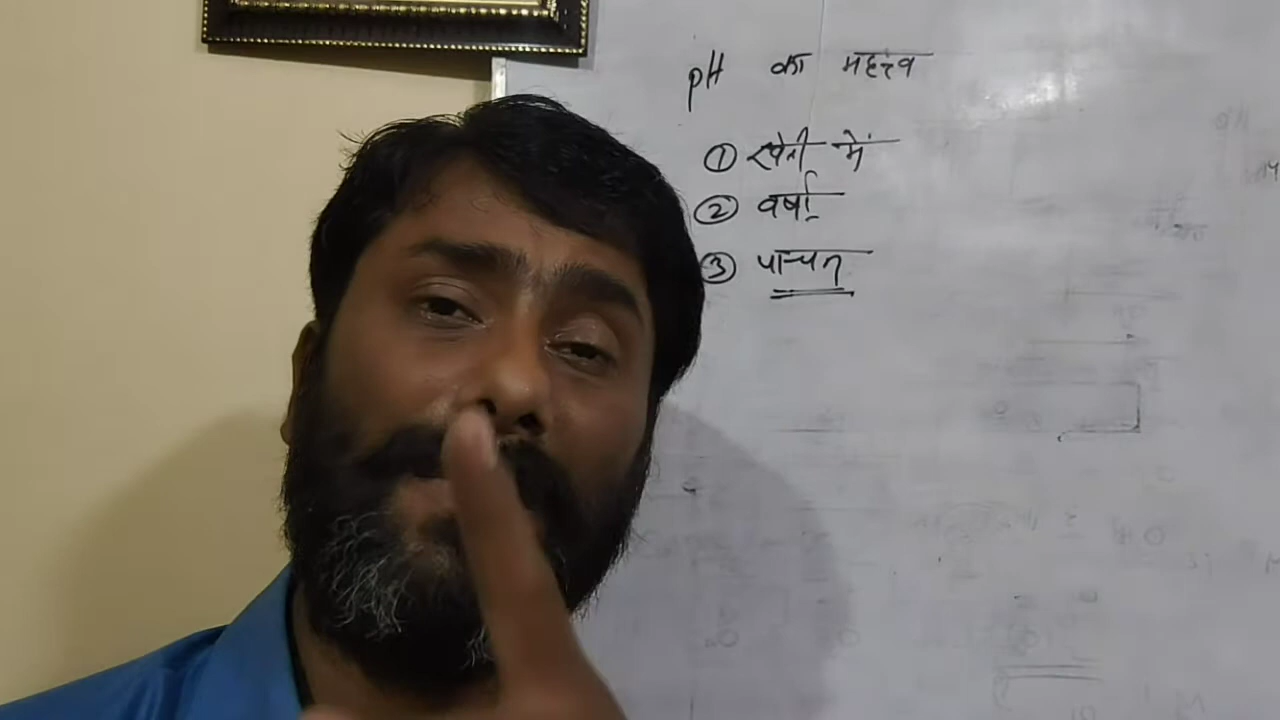 pH का महत्त्व
① खेती में
② वर्षा
③ पाचन